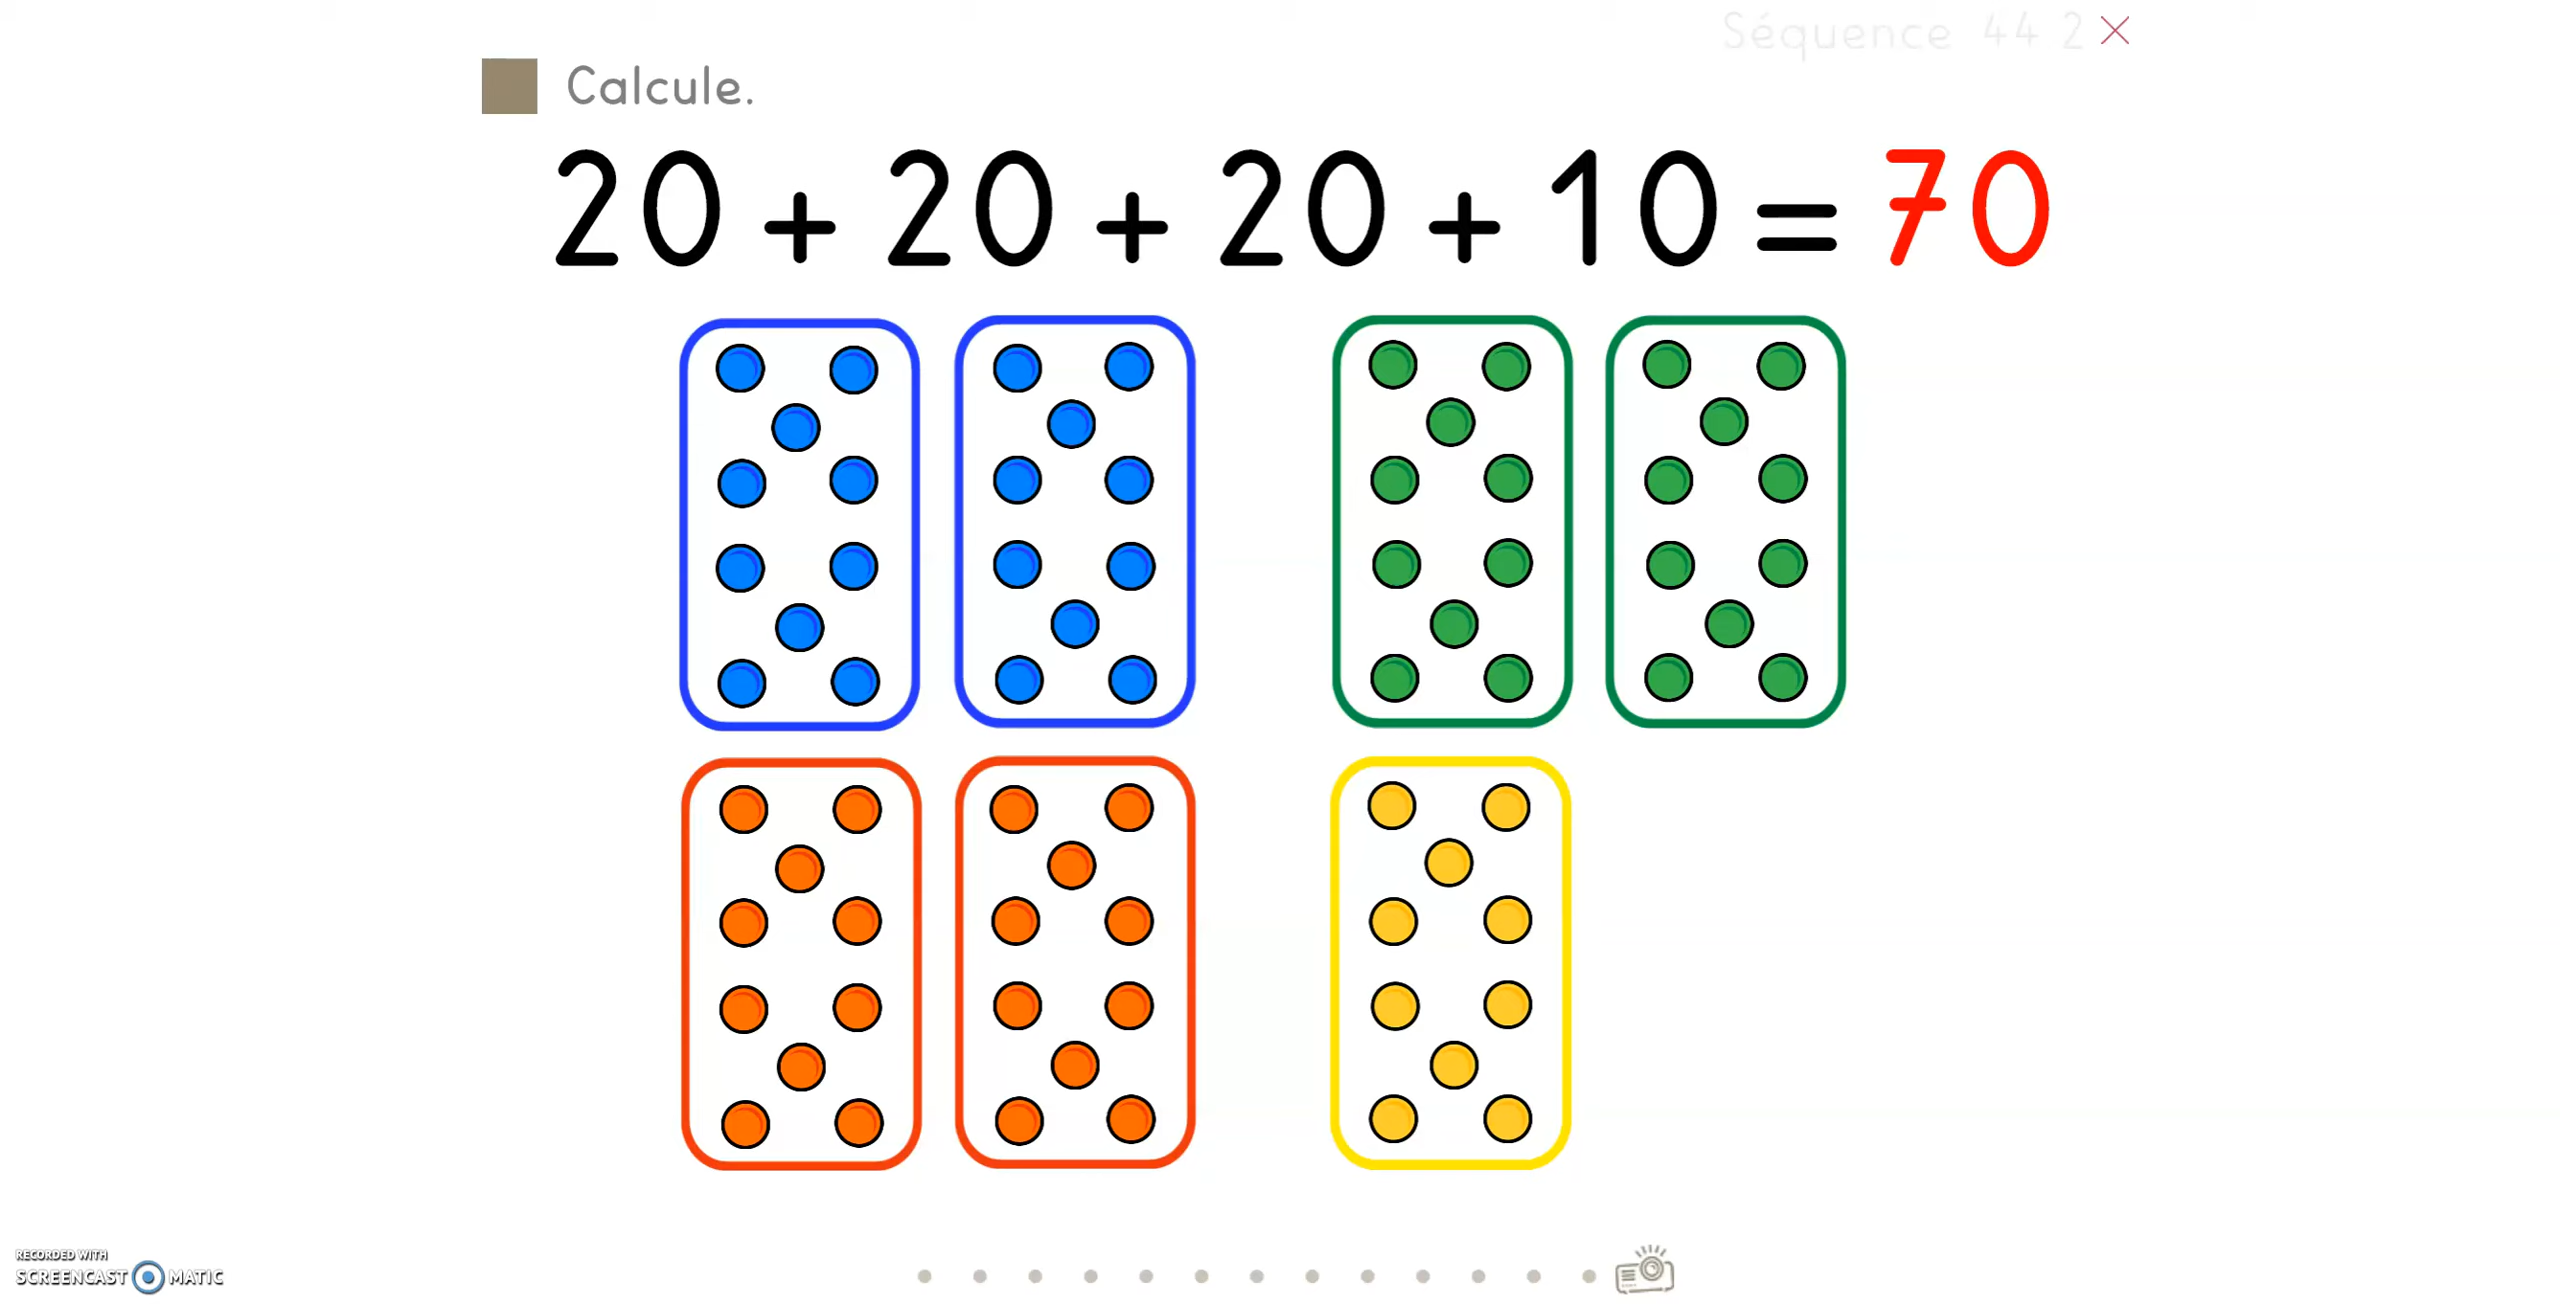 Séquence 44 2
Calcule.
20 + 20 + 20 + 10 = 70
RECORDED WITH
SCREENCAST MATIC